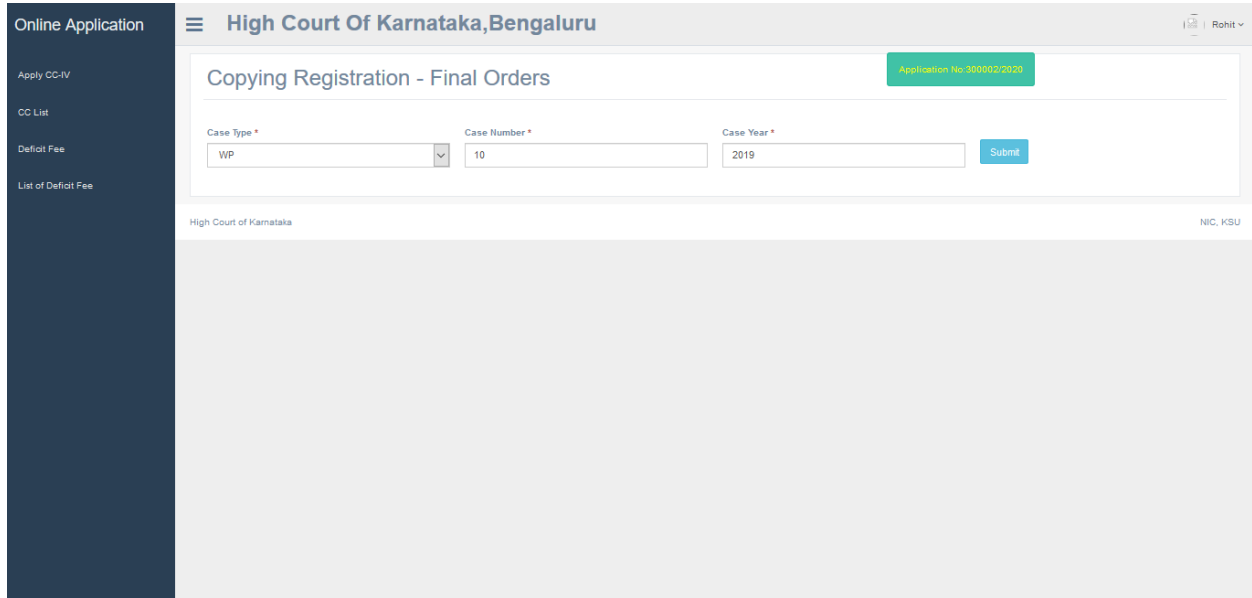 Online Application
High Court Of Karnataka,Bengaluru
Rohit
Apply CC-IV
CC List
Deficit Fee
List of Deficit Fee
Copying Registration - Final Orders
Application No:300002/2020
Case Type *
Case Number *
Case Year *
WP
10
2019
Submit
High Court of Karnataka
NIC, KSU